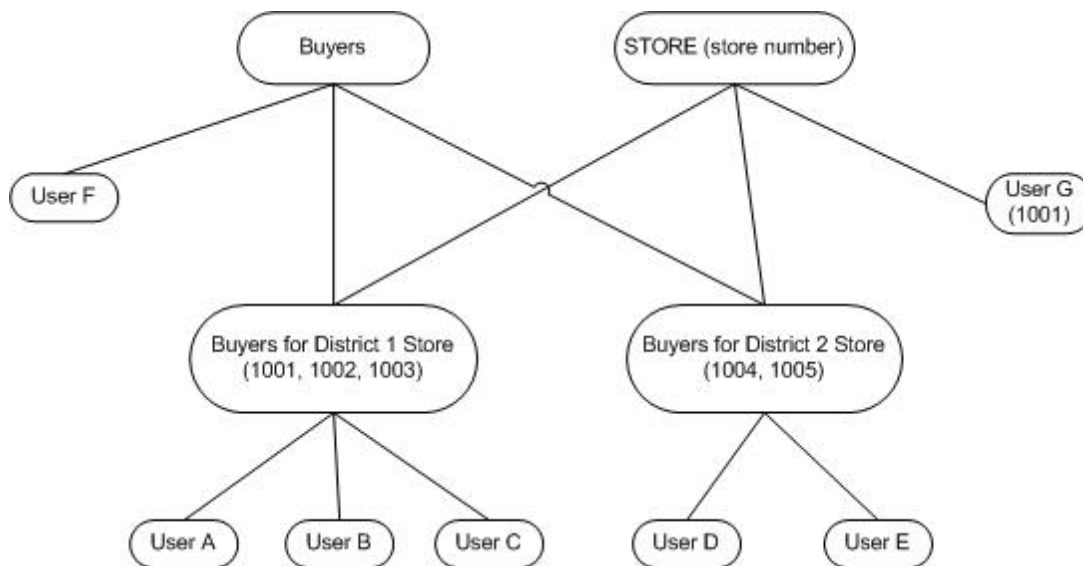 Buyers
STORE (store number)
User F
User G
(1001)
Buyers for District 1 Store
(1001, 1002, 1003)
Buyers for District 2 Store
(1004, 1005)
User A
User B
User C
User D
User E